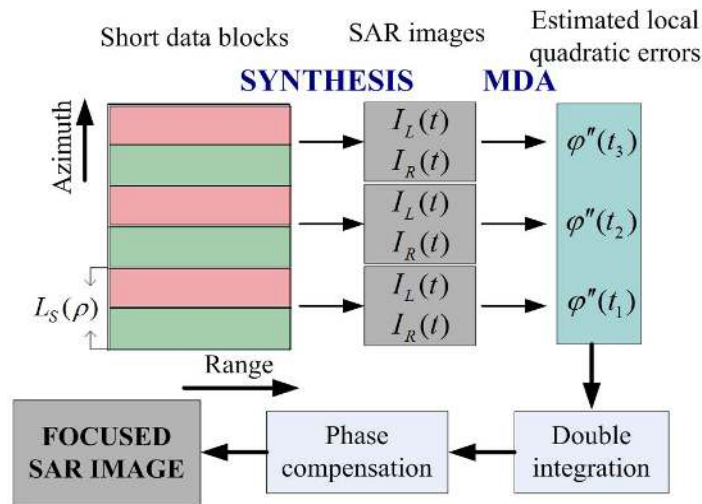 Short data blocks
SAR images
Estimated local
quadratic errors
SYNTHESIS
MDA
Azimuth
I_L(t)
I_R(t)
I_L(t)
I_R(t)
I_L(t)
I_R(t)
φ″(t_3)
φ″(t_2)
φ″(t_1)
L_S(ρ)
Range
FOCUSED
SAR IMAGE
Phase
compensation
Double
integration